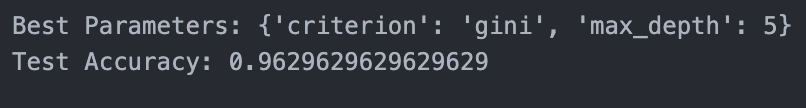 Best Parameters: {'criterion': 'gini', 'max_depth': 5}
Test Accuracy: 0.9629629629629629